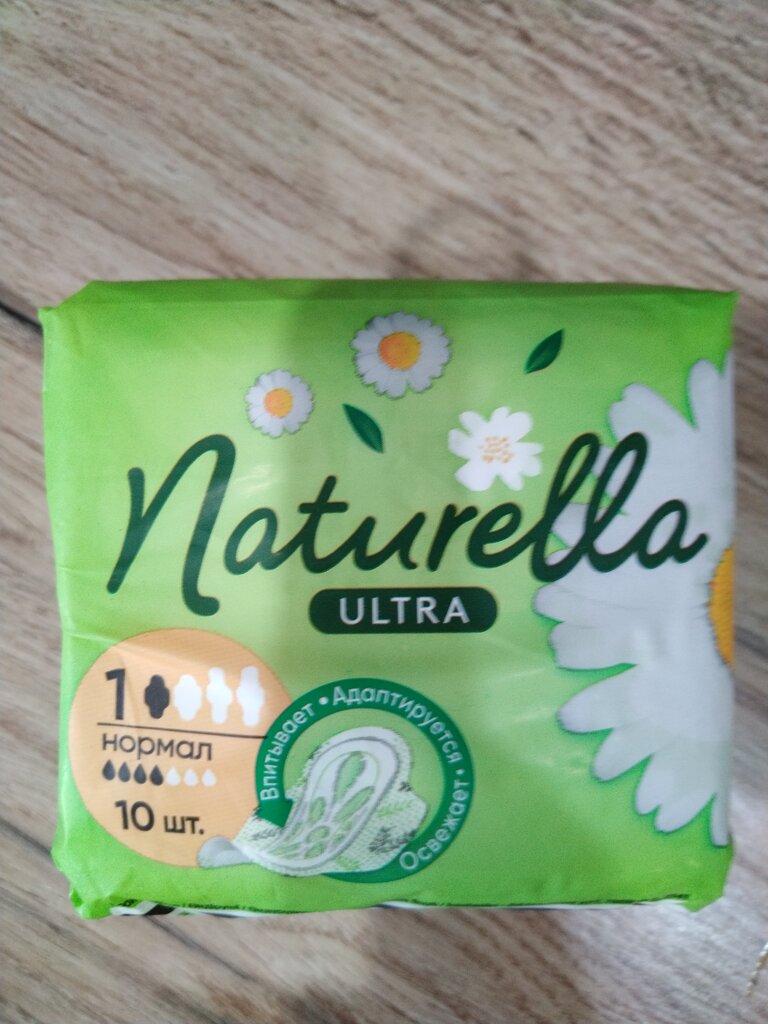 Naturella
ULTRA
1
нормал
10 шт.
Впитывает • Адаптируется • Освежает •